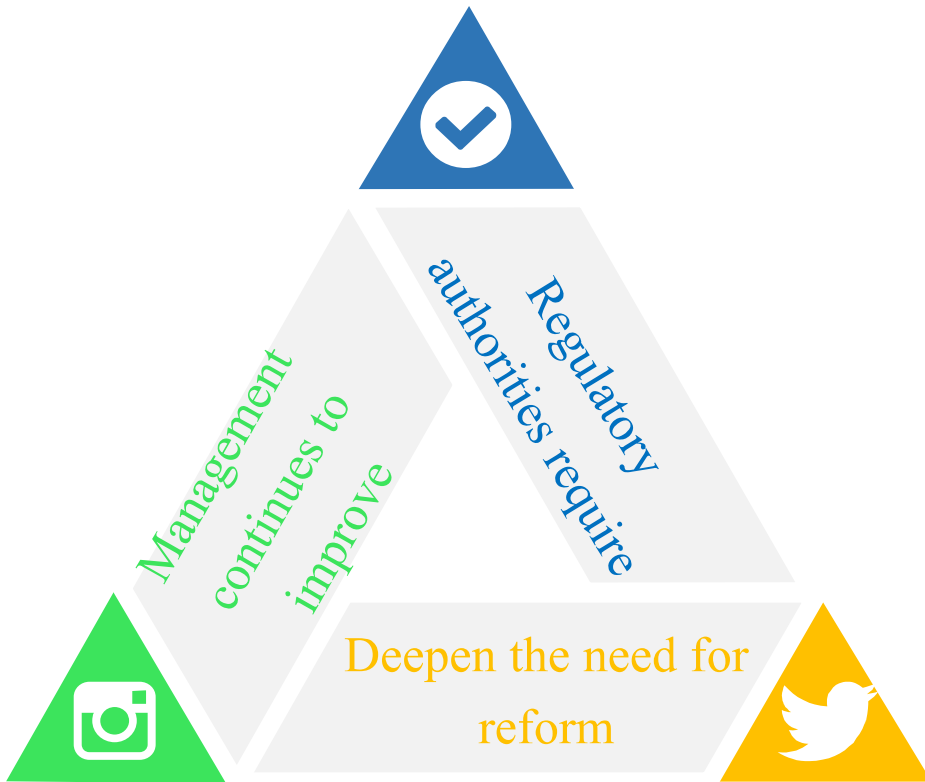 Regulatory
authorities require
Management
continues to
improve
Deepen the need for
reform